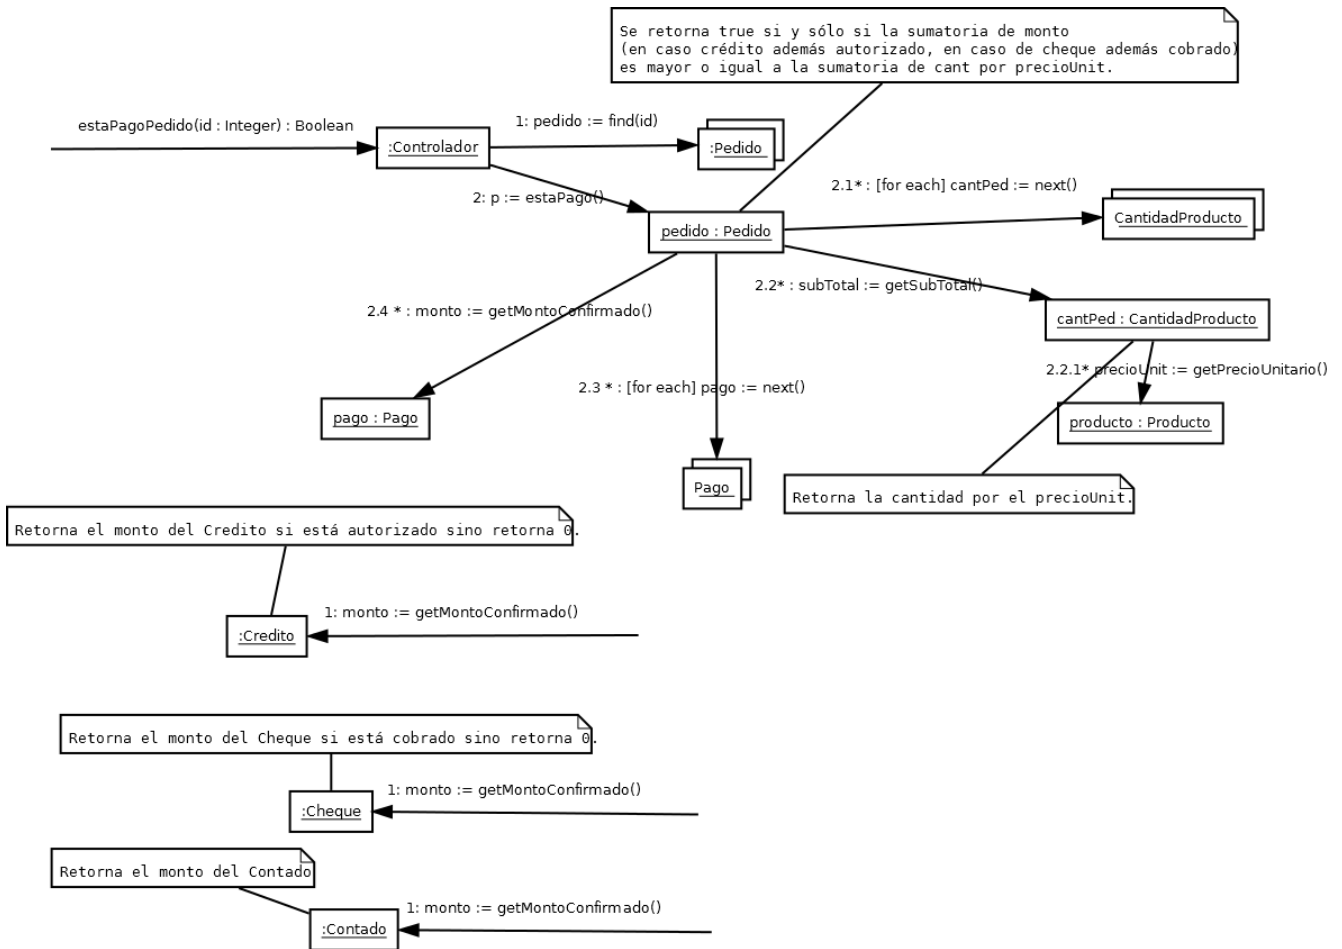 Se retorna true si y sólo si la sumatoria de monto
(en caso crédito además autorizado, en caso de cheque además cobrado)
es mayor o igual a la sumatoria de cant por precioUnit.
estaPagoPedido(id : Integer) : Boolean
1: pedido := find(id)
:Controlador
:Pedido
2: p := estaPago()
2.1* : [for each] cantPed := next()
pedido : Pedido
CantidadProducto
2.2* : subTotal := getSubTotal()
2.4 * : monto := getMontoConfirmado()
cantPed : CantidadProducto
2.3 * : [for each] pago := next()
2.2.1* precioUnit := getPrecioUnitario()
pago : Pago
producto : Producto
Pago
Retorna la cantidad por el precioUnit.
Retorna el monto del Credito si está autorizado sino retorna 0.
1: monto := getMontoConfirmado()
:Credito
Retorna el monto del Cheque si está cobrado sino retorna 0.
1: monto := getMontoConfirmado()
:Cheque
Retorna el monto del Contado
1: monto := getMontoConfirmado()
:Contado